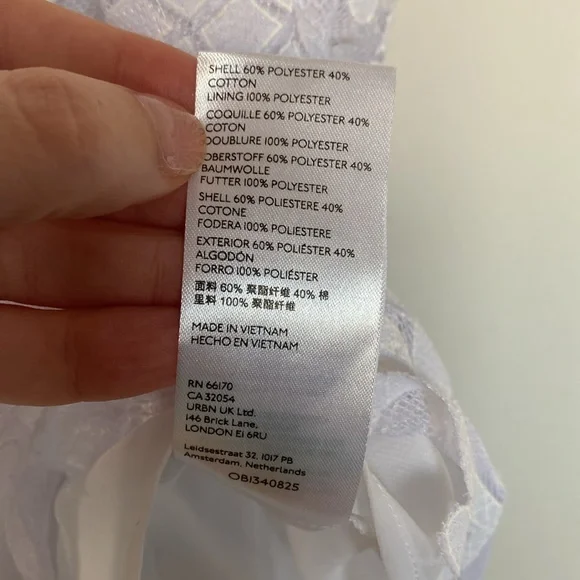 SHELL 60% POLYESTER 40%
COTTON
LINING 100% POLYESTER
COQUILLE 60% POLYESTER 40%
COTON
DOUBLURE 100% POLYESTER
OBERSTOFF 60% POLYESTER 40%
BAUMWOLLE
FUTTER 100% POLYESTER
SHELL 60% POLIESTERE 40%
COTONE
FODERA 100% POLIESTERE
EXTERIOR 60% POLIÉSTER 40%
ALGODÓN
FORRO 100% POLIÉSTER
面料 60% 聚酯纤维 40% 棉
里料 100% 聚酯纤维
MADE IN VIETNAM
HECHO EN VIETNAM
RN 66170
CA 32054
URBN UK Ltd.
146 Brick Lane,
LONDON E1 6RU
Leidsestraat 32, 1017 PB
Amsterdam, Netherlands
OB1340825